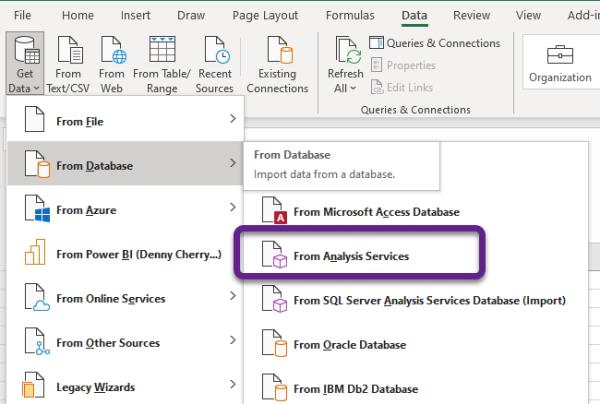 File Home Insert Draw Page Layout Formulas Data Review View Add-i
Get Data
From Text/CSV
From Web
From Table/ Range
Recent Sources
Existing Connections
Refresh All
Queries & Connections
Properties
Edit Links
Organization
Queries & Connections
From File
From Database
From Azure
From Power BI (Denny Cherry...)
From Online Services
From Other Sources
Legacy Wizards
From Database
Import data from a database.
From Microsoft Access Database
From Analysis Services
From SQL Server Analysis Services Database (Import)
From Oracle Database
From IBM Db2 Database
A